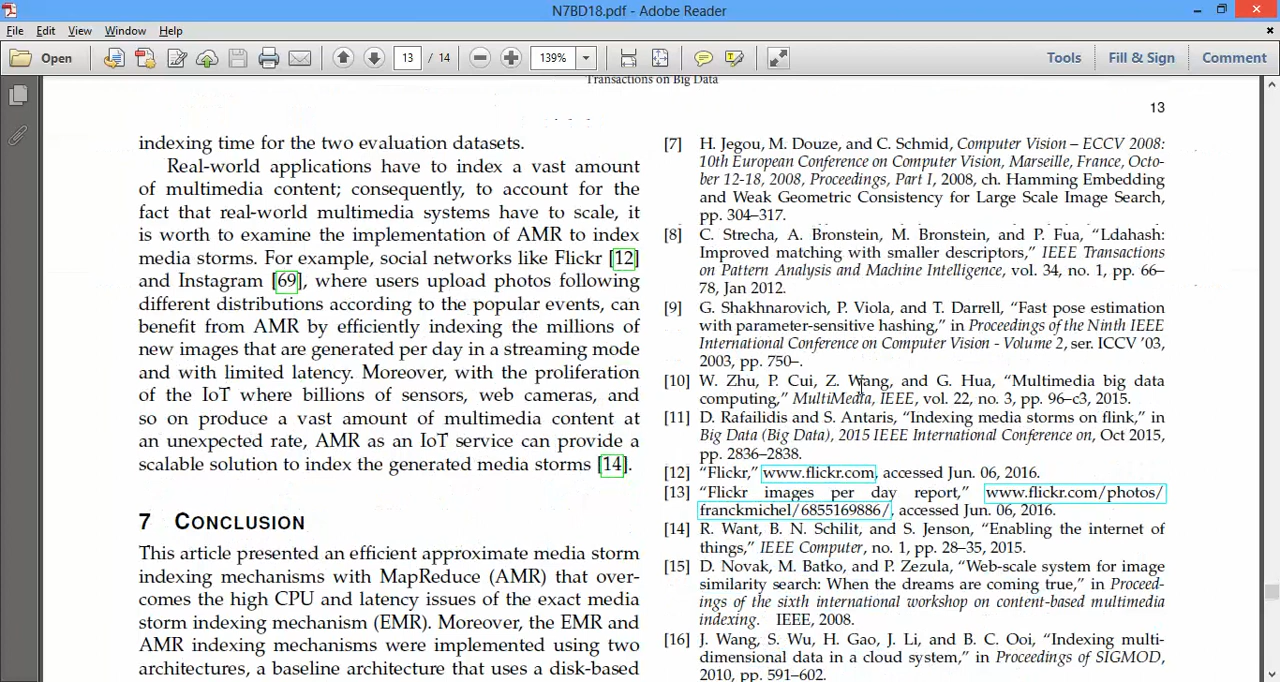 N7BD18.pdf - Adobe Reader
File Edit View Window Help
Open 13 / 14 139% Tools Fill & Sign Comment
Transactions on Big Data
13
indexing time for the two evaluation datasets.
Real-world applications have to index a vast amount
of multimedia content; consequently, to account for the
fact that real-world multimedia systems have to scale, it
is worth to examine the implementation of AMR to index
media storms. For example, social networks like Flickr [12]
and Instagram [69], where users upload photos following
different distributions according to the popular events, can
benefit from AMR by efficiently indexing the millions of
new images that are generated per day in a streaming mode
and with limited latency. Moreover, with the proliferation
of the IoT where billions of sensors, web cameras, and
so on produce a vast amount of multimedia content at
an unexpected rate, AMR as an IoT service can provide a
scalable solution to index the generated media storms [14].
7 CONCLUSION
This article presented an efficient approximate media storm
indexing mechanisms with MapReduce (AMR) that over-
comes the high CPU and latency issues of the exact media
storm indexing mechanism (EMR). Moreover, the EMR and
AMR indexing mechanisms were implemented using two
architectures, a baseline architecture that uses a disk-based
[7] H. Jegou, M. Douze, and C. Schmid, Computer Vision – ECCV 2008:
10th European Conference on Computer Vision, Marseille, France, Octo-
ber 12-18, 2008, Proceedings, Part I, 2008, ch. Hamming Embedding
and Weak Geometric Consistency for Large Scale Image Search,
pp. 304–317.
[8] C. Strecha, A. Bronstein, M. Bronstein, and P. Fua, “Ldahash:
Improved matching with smaller descriptors,” IEEE Transactions
on Pattern Analysis and Machine Intelligence, vol. 34, no. 1, pp. 66–
78, Jan 2012.
[9] G. Shakhnarovich, P. Viola, and T. Darrell, “Fast pose estimation
with parameter-sensitive hashing,” in Proceedings of the Ninth IEEE
International Conference on Computer Vision - Volume 2, ser. ICCV ’03,
2003, pp. 750–.
[10] W. Zhu, P. Cui, Z. Wang, and G. Hua, “Multimedia big data
computing,” MultiMedia, IEEE, vol. 22, no. 3, pp. 96–c3, 2015.
[11] D. Rafailidis and S. Antaris, “Indexing media storms on flink,” in
Big Data (Big Data), 2015 IEEE International Conference on, Oct 2015,
pp. 2836–2838.
[12] “Flickr,” www.flickr.com, accessed Jun. 06, 2016.
[13] “Flickr images per day report,” www.flickr.com/photos/
franckmichel/6855169886/, accessed Jun. 06, 2016.
[14] R. Want, B. N. Schilit, and S. Jenson, “Enabling the internet of
things,” IEEE Computer, no. 1, pp. 28–35, 2015.
[15] D. Novak, M. Batko, and P. Zezula, “Web-scale system for image
similarity search: When the dreams are coming true,” in Proceed-
ings of the sixth international workshop on content-based multimedia
indexing. IEEE, 2008.
[16] J. Wang, S. Wu, H. Gao, J. Li, and B. C. Ooi, “Indexing multi-
dimensional data in a cloud system,” in Proceedings of SIGMOD,
2010, pp. 591–602.